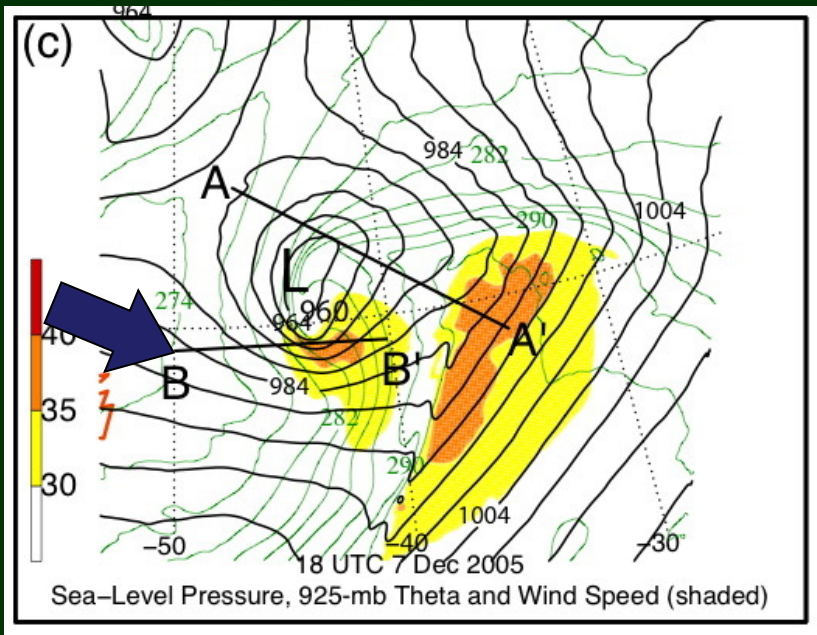 964
(c)
984 282
A
1004
290
L
274
960
964
40
A'
B'
B
984
35
282
290
30
1004
−50
−40
−30
18 UTC 7 Dec 2005
Sea−Level Pressure, 925-mb Theta and Wind Speed (shaded)